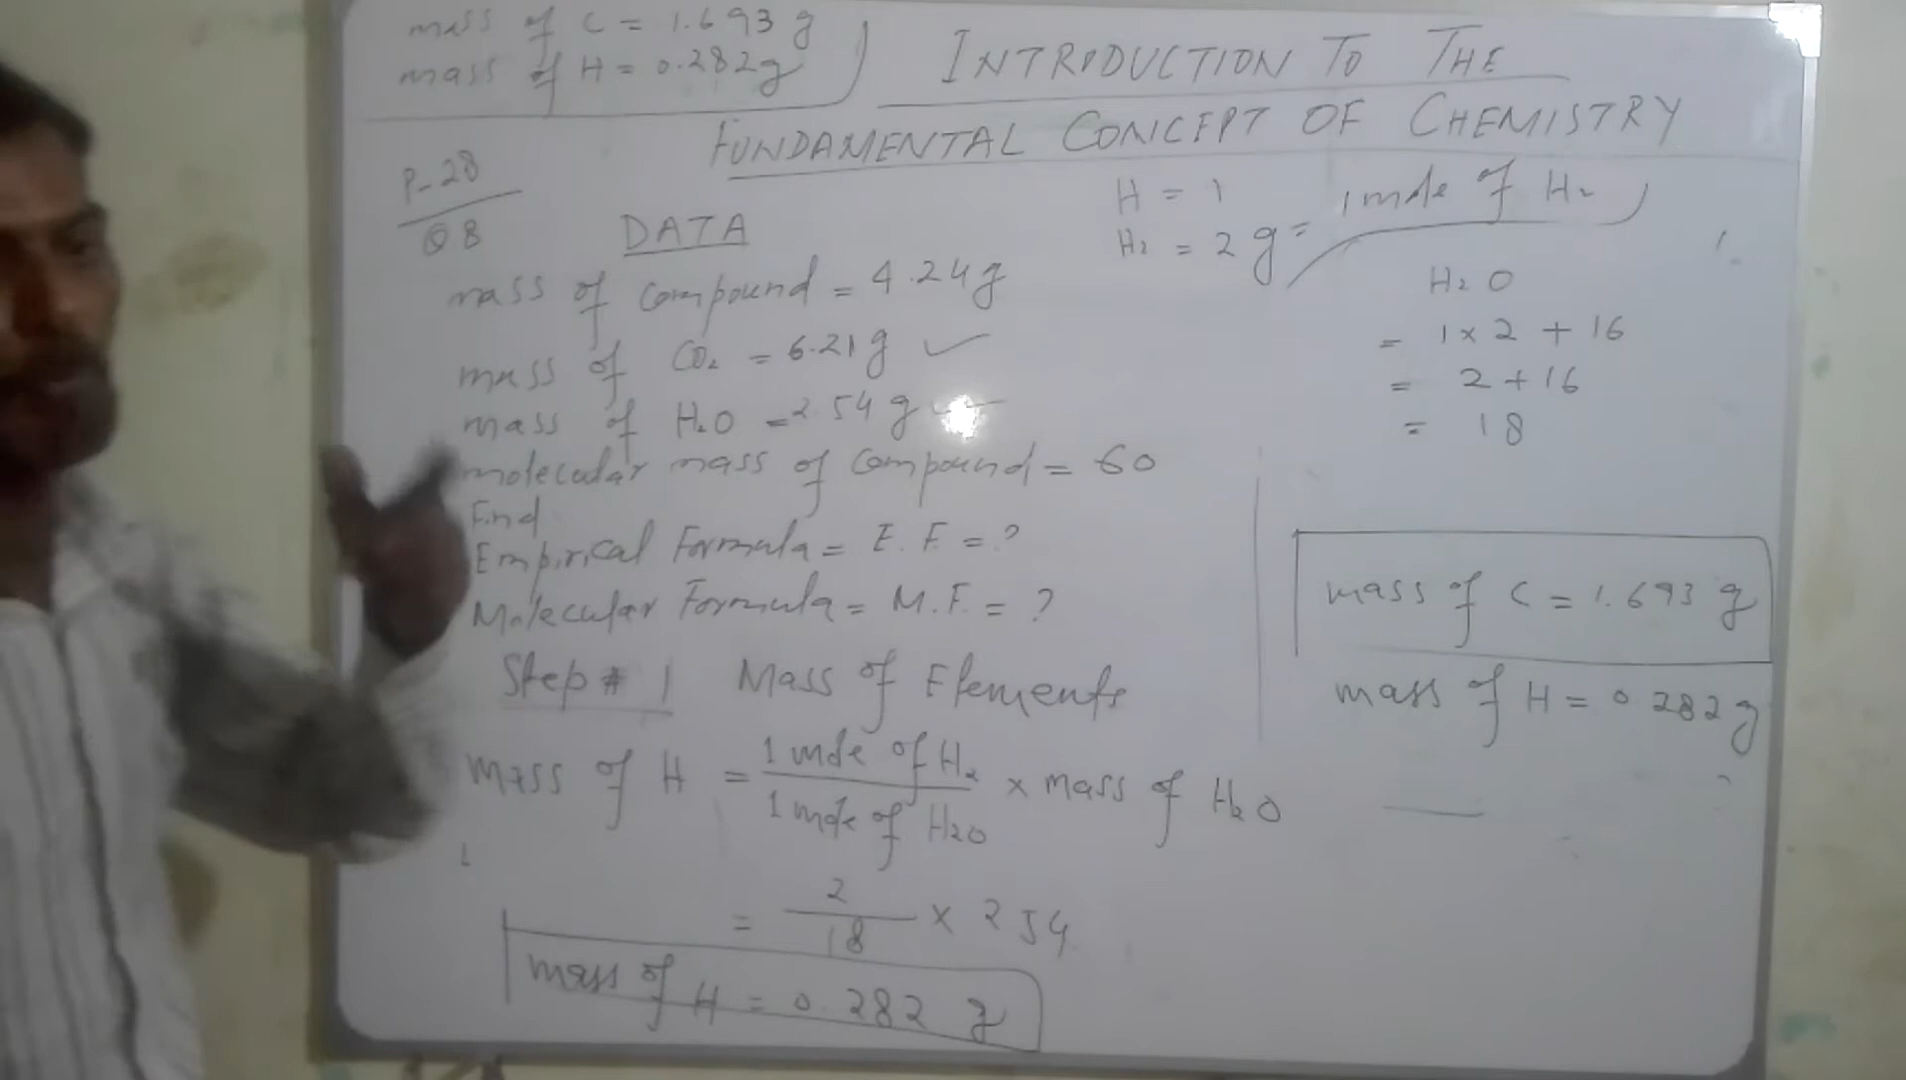 mass of C = 1.693 g
mass of H = 0.282g
INTRODUCTION TO THE
FUNDAMENTAL CONCEPT OF CHEMISTRY
P-28
Q8
DATA
mass of compound = 4.24g
mass of CO₂ = 6.21g ✓
mass of H₂O = 2.54g
molecular mass of compound = 60
Find
Empirical Formula = E.F. = ?
Molecular Formula = M.F. = ?
Step # 1 Mass of Elements
mass of H = 1 mole of H₂ / 1 mole of H₂O × mass of H₂O
= 2 / 18 × 2 54
mass of H = 0.282 g
H = 1
H₂ = 2 g = 1 mole of H₂
H₂O
= 1×2 + 16
= 2+16
= 18
mass of C = 1.693 g
mass of H = 0.282g